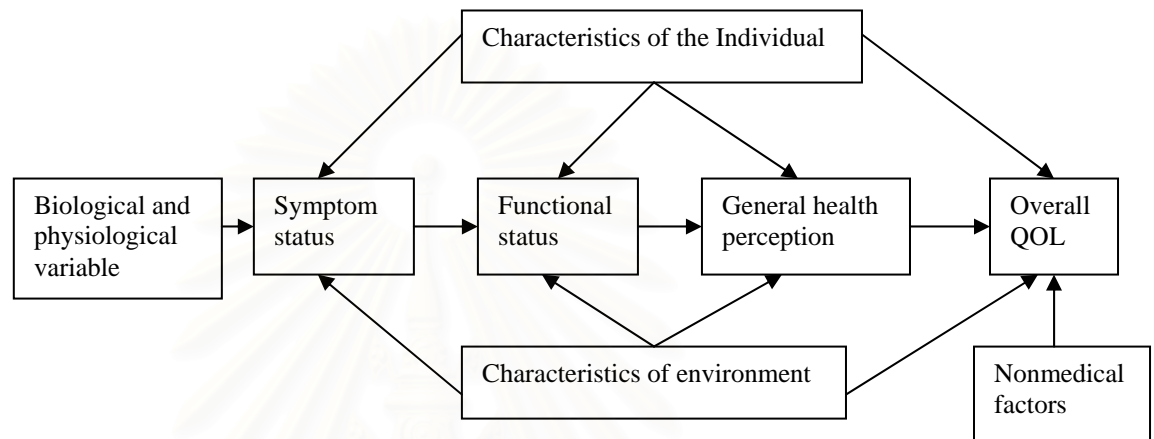 Characteristics of the Individual
Biological and
physiological
variable
Symptom
status
Functional
status
General health
perception
Overall
QOL
Characteristics of environment
Nonmedical
factors